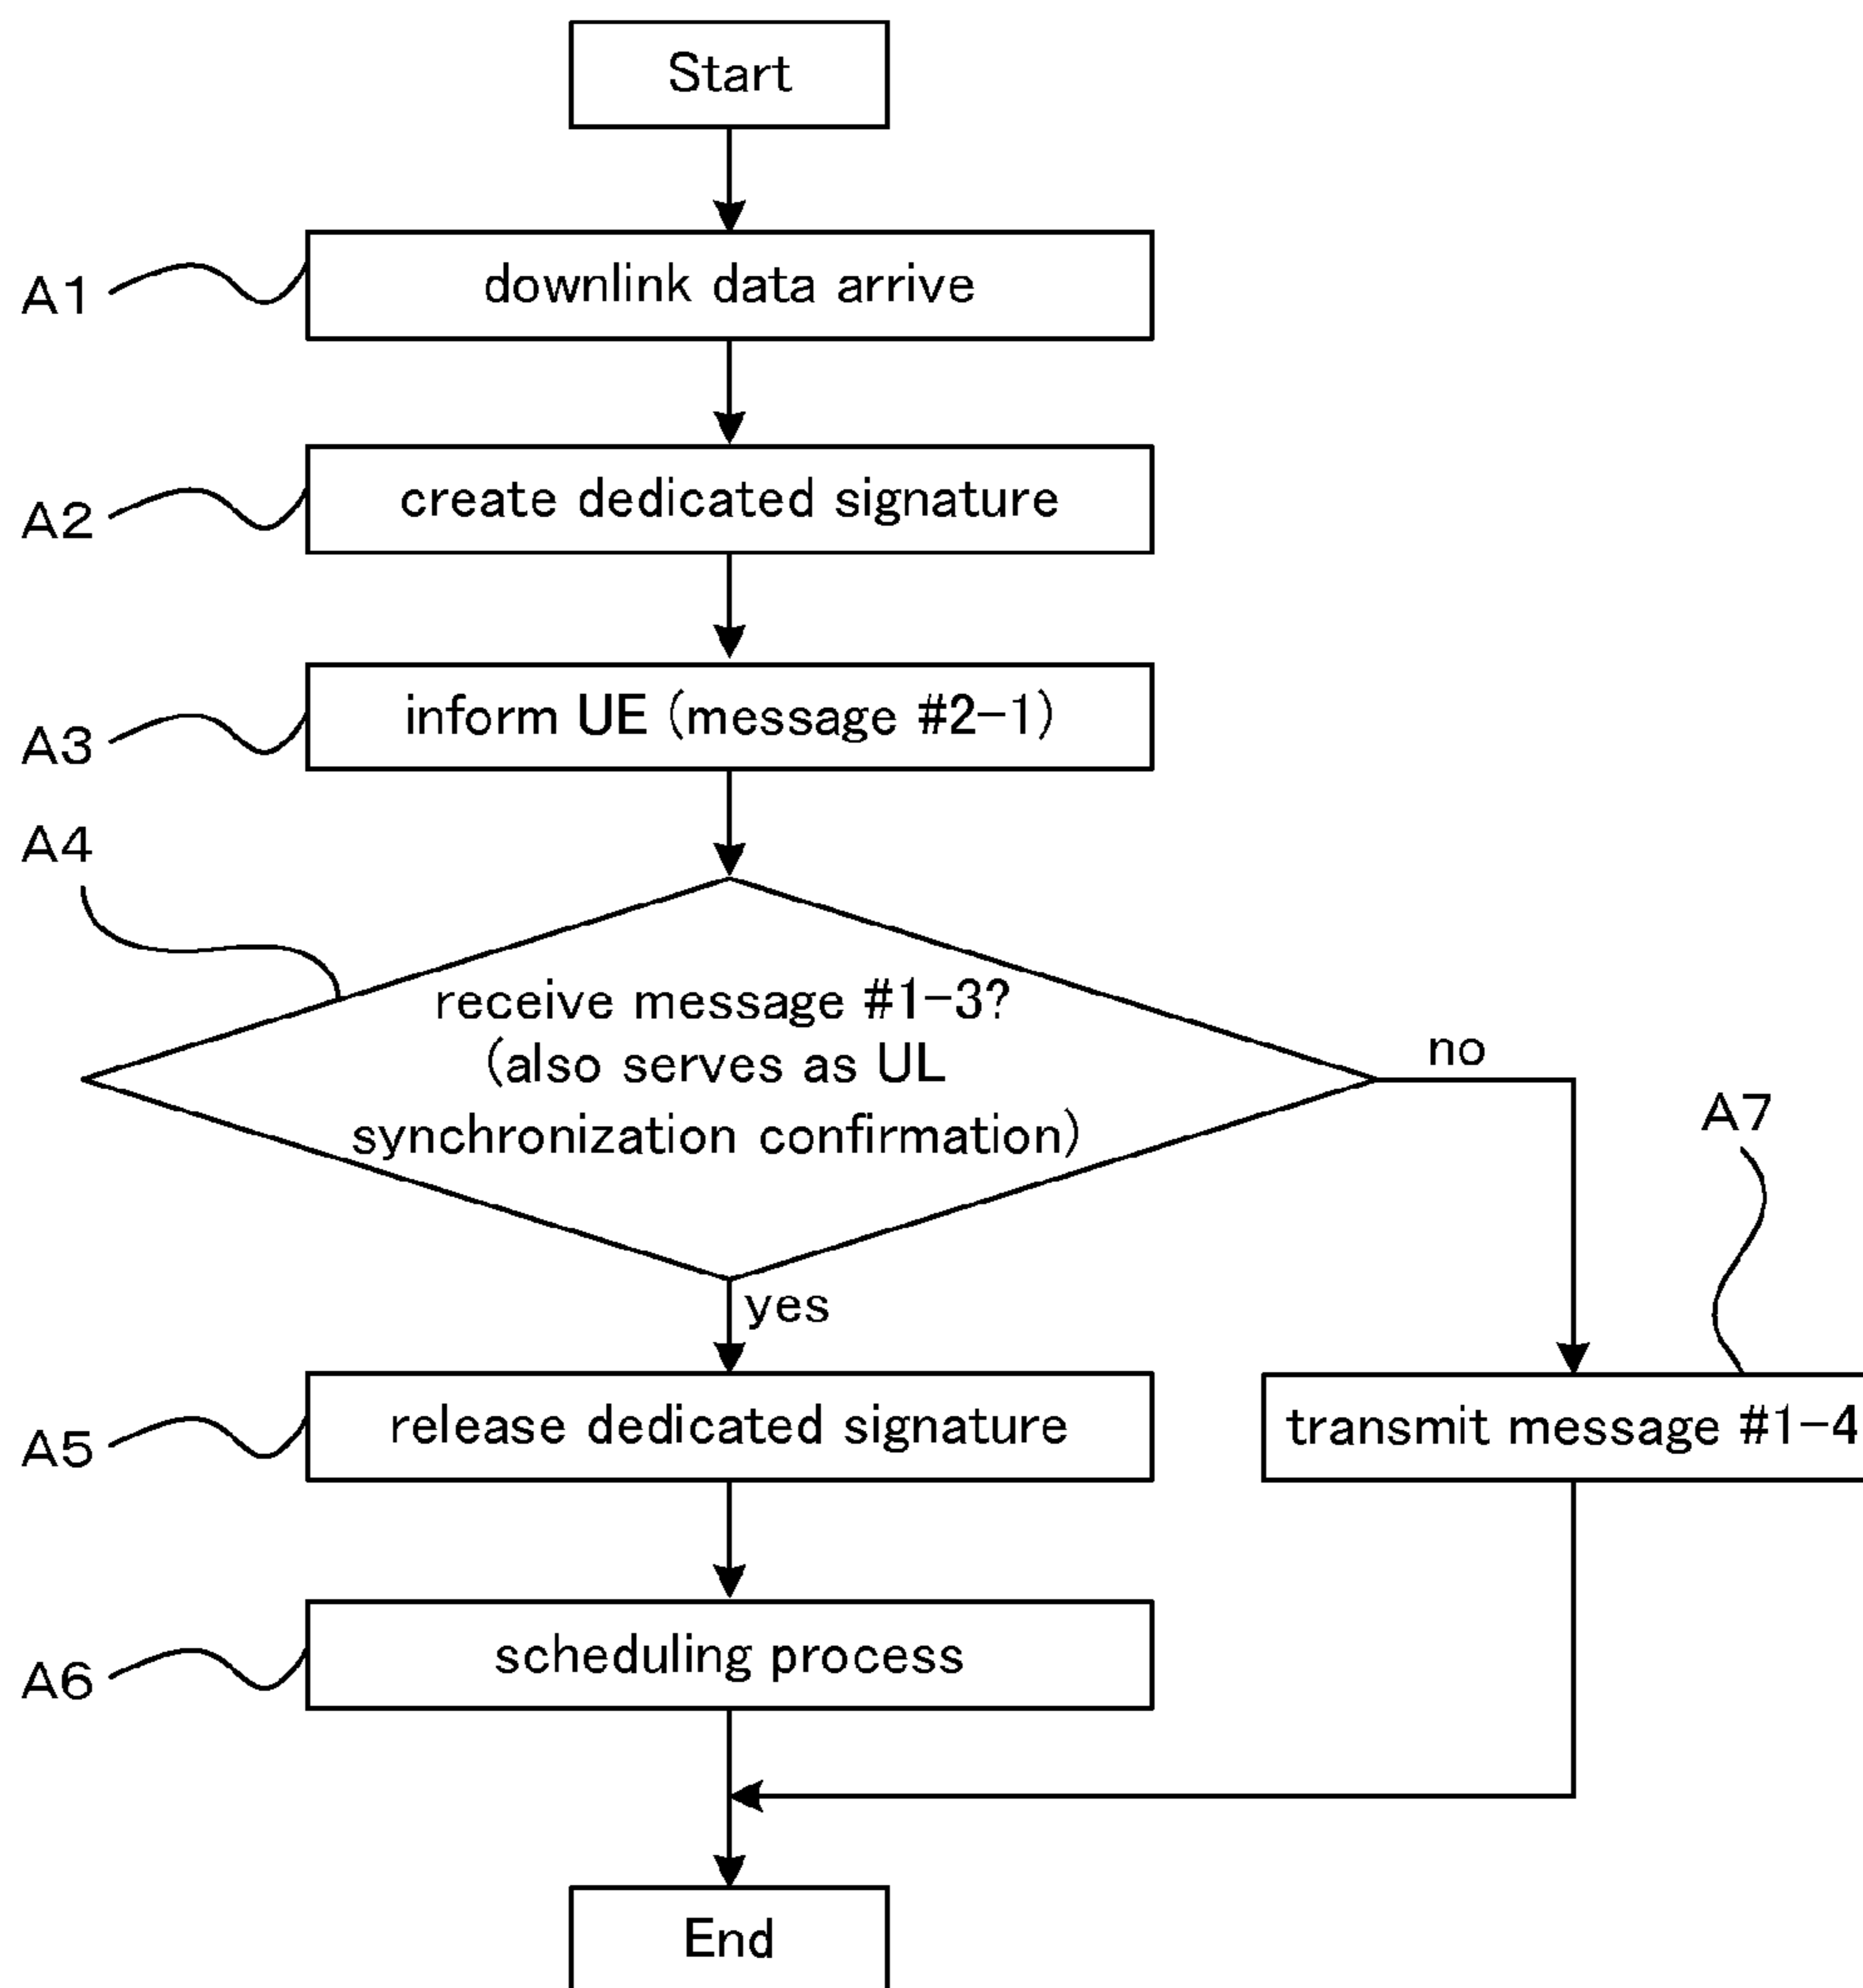 Start
A1
downlink data arrive
A2
create dedicated signature
A3
inform UE (message #2-1)
A4
receive message #1-3?
(also serves as UL
synchronization confirmation)
no
A7
yes
A5
release dedicated signature
transmit message #1-4
A6
scheduling process
End